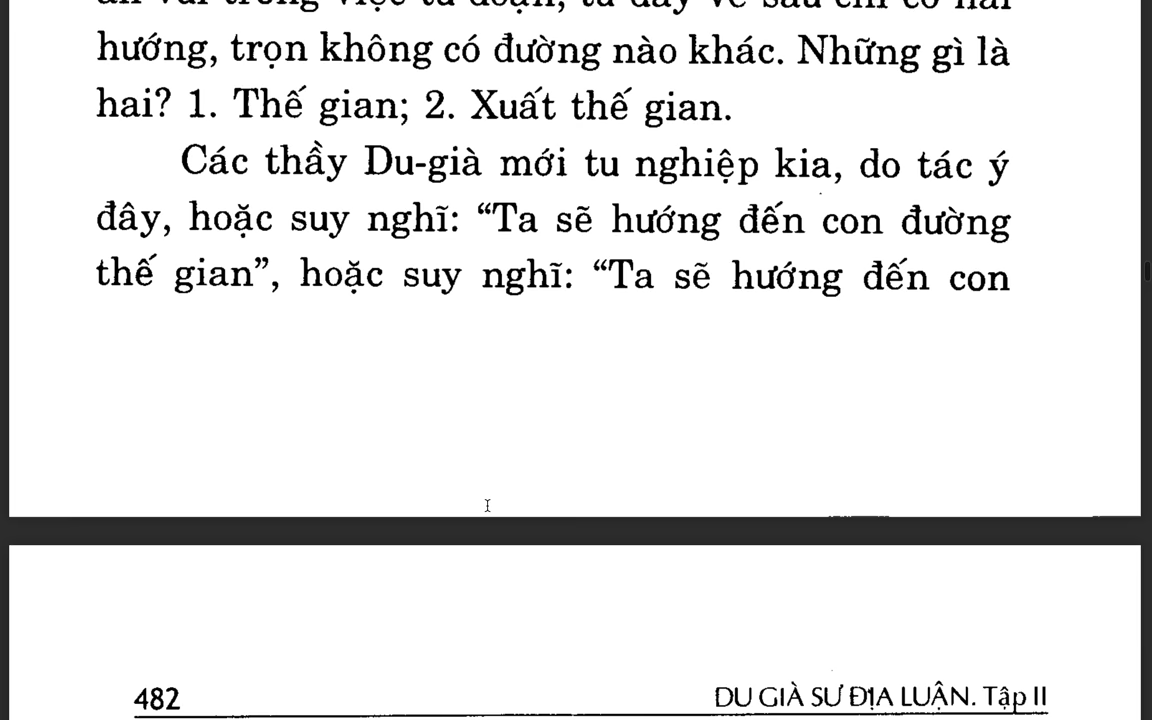 hướng, trọn không có đường nào khác. Những gì là
hai? 1. Thế gian; 2. Xuất thế gian.
Các thầy Du-già mới tu nghiệp kia, do tác ý
đây, hoặc suy nghĩ: “Ta sẽ hướng đến con đường
thế gian”, hoặc suy nghĩ: “Ta sẽ hướng đến con
482 DU GIÀ SƯ ĐỊA LUẬN. Tập II